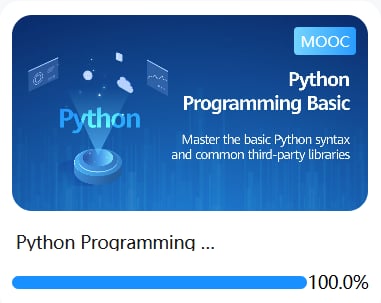 MOOC
Python
Programming Basic
Python
Master the basic Python syntax
and common third-party libraries
Python Programming ...
100.0%